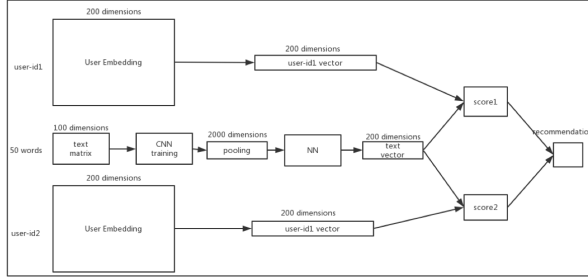 200 dimensions
user-id1
User Embedding
200 dimensions
user-id1 vector
score1
recommendation
50 words
100 dimensions
text
matrix
CNN
training
2000 dimensions
pooling
NN
200 dimensions
text
vector
200 dimensions
user-id2
User Embedding
200 dimensions
user-id1 vector
score2